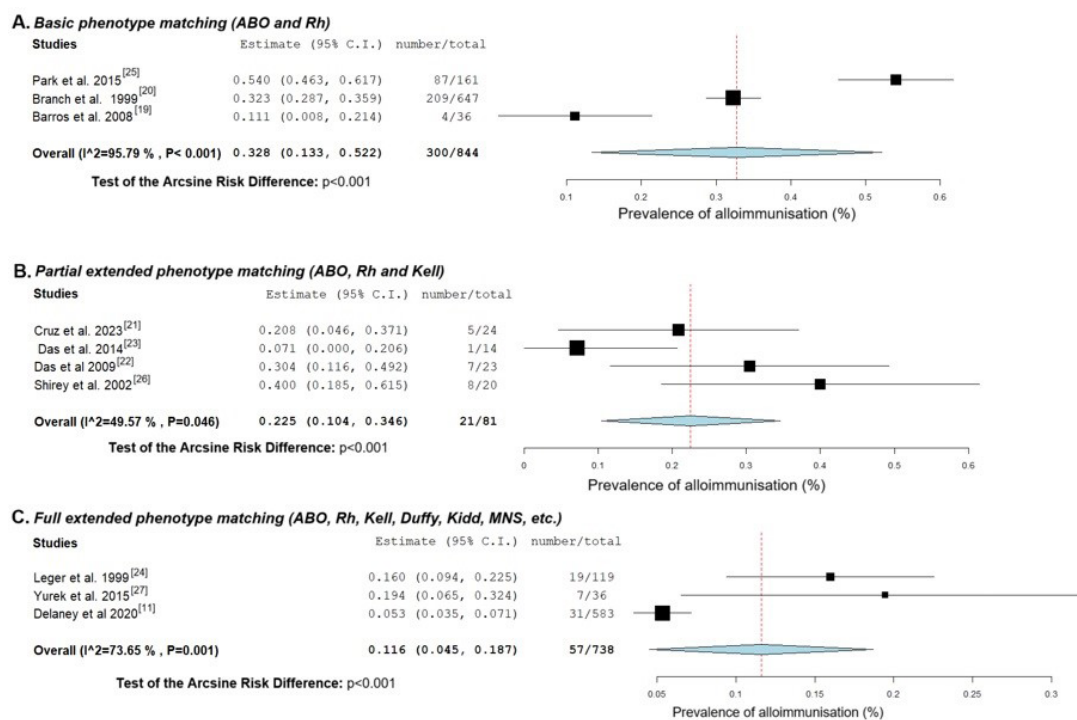 A. Basic phenotype matching (ABO and Rh)
Studies Estimate (95% C.I.) number/total
Park et al. 2015[25] 0.540 (0.463, 0.617) 87/161
Branch et al. 1999[20] 0.323 (0.287, 0.359) 209/647
Barros et al. 2008[19] 0.111 (0.008, 0.214) 4/36
Overall (I^2=95.79 % , P< 0.001) 0.328 (0.133, 0.522) 300/844
Test of the Arcsine Risk Difference: p<0.001
0.1 0.2 0.3 0.4 0.5 0.6
Prevalence of alloimmunisation (%)
B. Partial extended phenotype matching (ABO, Rh and Kell)
Studies Estimate (95% C.I.) number/total
Cruz et al. 2023[21] 0.208 (0.046, 0.371) 5/24
Das et al. 2014[23] 0.071 (0.000, 0.206) 1/14
Das et al 2009[22] 0.304 (0.116, 0.492) 7/23
Shirey et al. 2002[26] 0.400 (0.185, 0.615) 8/20
Overall (I^2=49.57 % , P=0.046) 0.225 (0.104, 0.346) 21/81
Test of the Arcsine Risk Difference: p<0.001
0 0.1 0.2 0.3 0.4 0.5 0.6
Prevalence of alloimmunisation (%)
C. Full extended phenotype matching (ABO, Rh, Kell, Duffy, Kidd, MNS, etc.)
Studies Estimate (95% C.I.) number/total
Leger et al. 1999[24] 0.160 (0.094, 0.225) 19/119
Yurek et al. 2015[27] 0.194 (0.065, 0.324) 7/36
Delaney et al 2020[11] 0.053 (0.035, 0.071) 31/583
Overall (I^2=73.65 % , P=0.001) 0.116 (0.045, 0.187) 57/738
Test of the Arcsine Risk Difference: p<0.001
0.05 0.1 0.15 0.2 0.25 0.3
Prevalence of alloimmunisation (%)